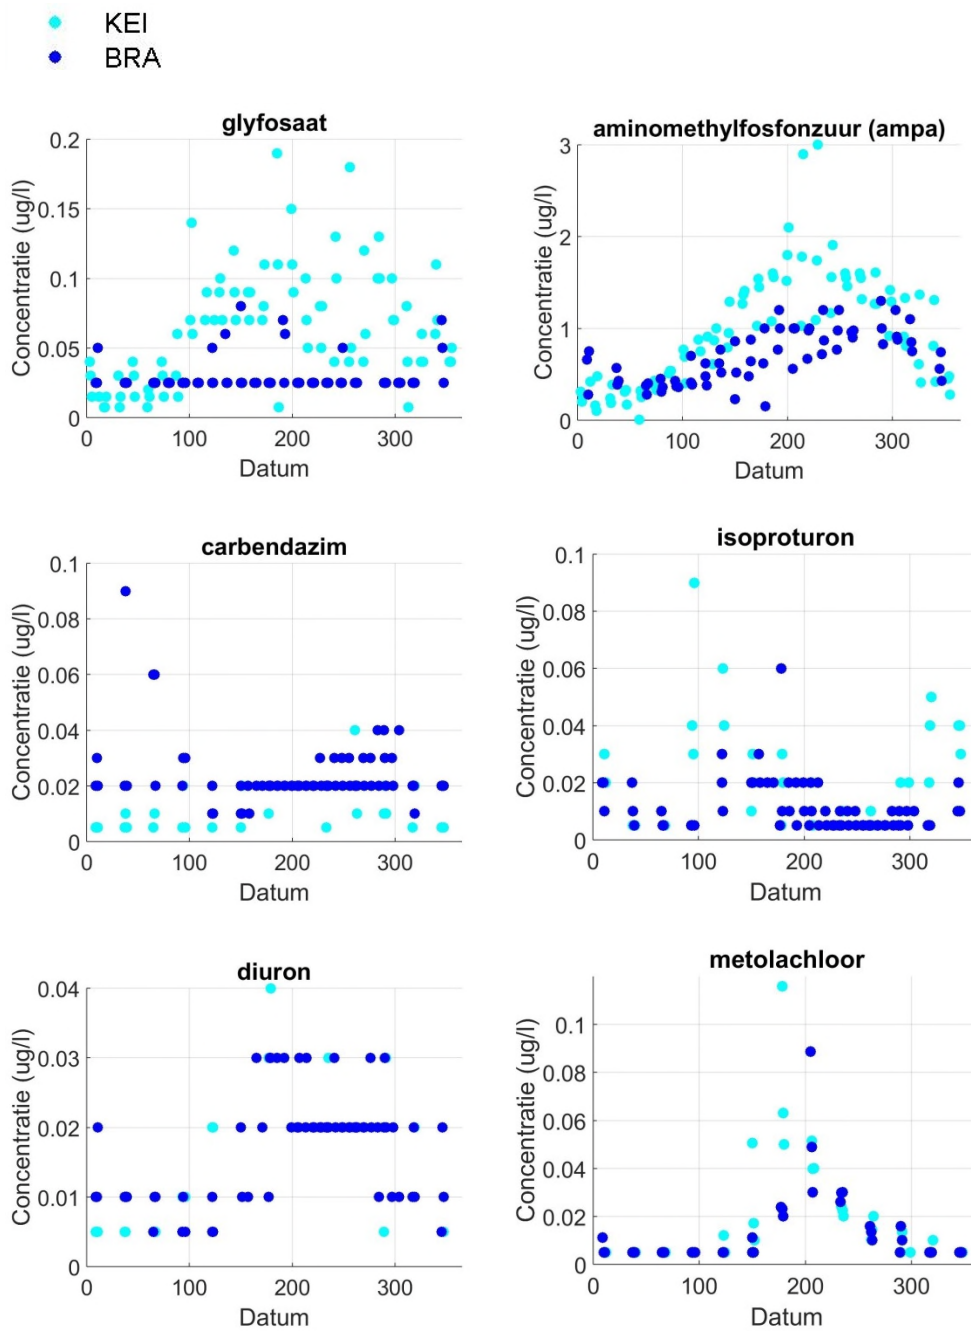 KEI
BRA
glyfosaat
Concentratie (ug/l)
0.2
0.15
0.1
0.05
0
0 100 200 300
Datum
aminomethylfosfonzuur (ampa)
Concentratie (ug/l)
3
2
1
0
0 100 200 300
Datum
carbendazim
Concentratie (ug/l)
0.1
0.08
0.06
0.04
0.02
0
0 100 200 300
Datum
isoproturon
Concentratie (ug/l)
0.1
0.08
0.06
0.04
0.02
0
0 100 200 300
Datum
diuron
Concentratie (ug/l)
0.04
0.03
0.02
0.01
0
0 100 200 300
Datum
metolachloor
Concentratie (ug/l)
0.1
0.08
0.06
0.04
0.02
0
0 100 200 300
Datum